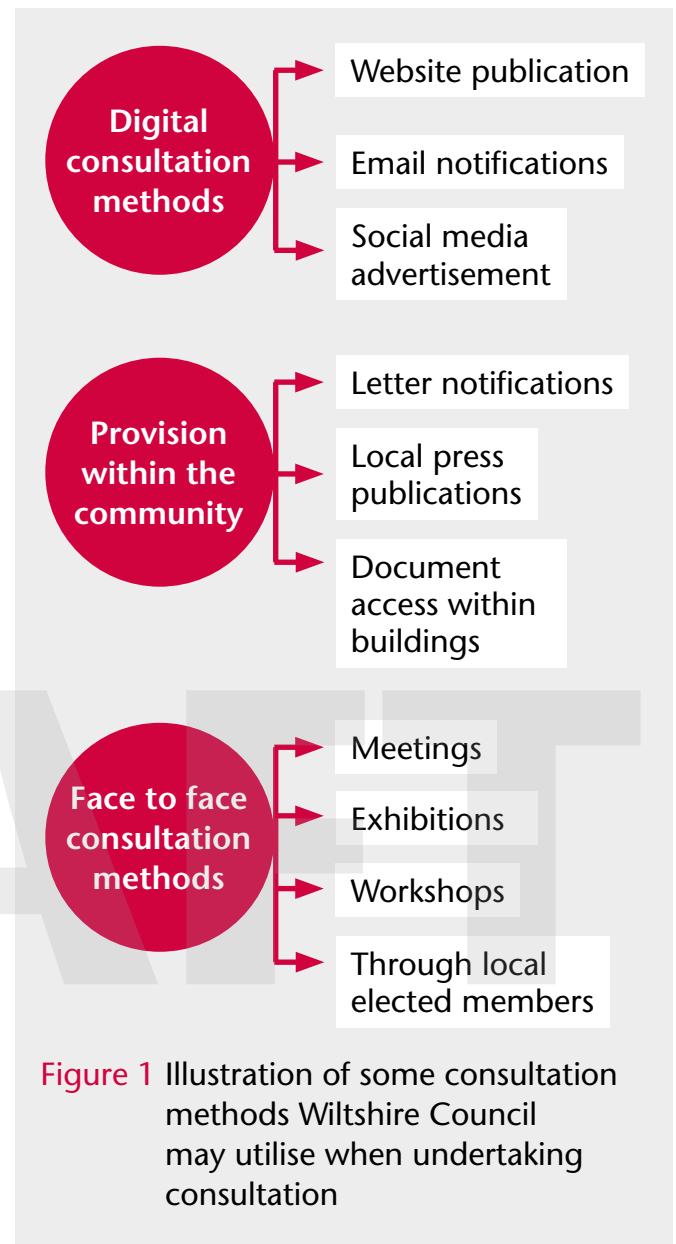 Digital
consultation
methods
Website publication
Email notifications
Social media
advertisement
Provision
within the
community
Letter notifications
Local press
publications
Document
access within
buildings
Face to face
consultation
methods
Meetings
Exhibitions
Workshops
Through local
elected members
Figure 1 Illustration of some consultation
methods Wiltshire Council
may utilise when undertaking
consultation
AFT